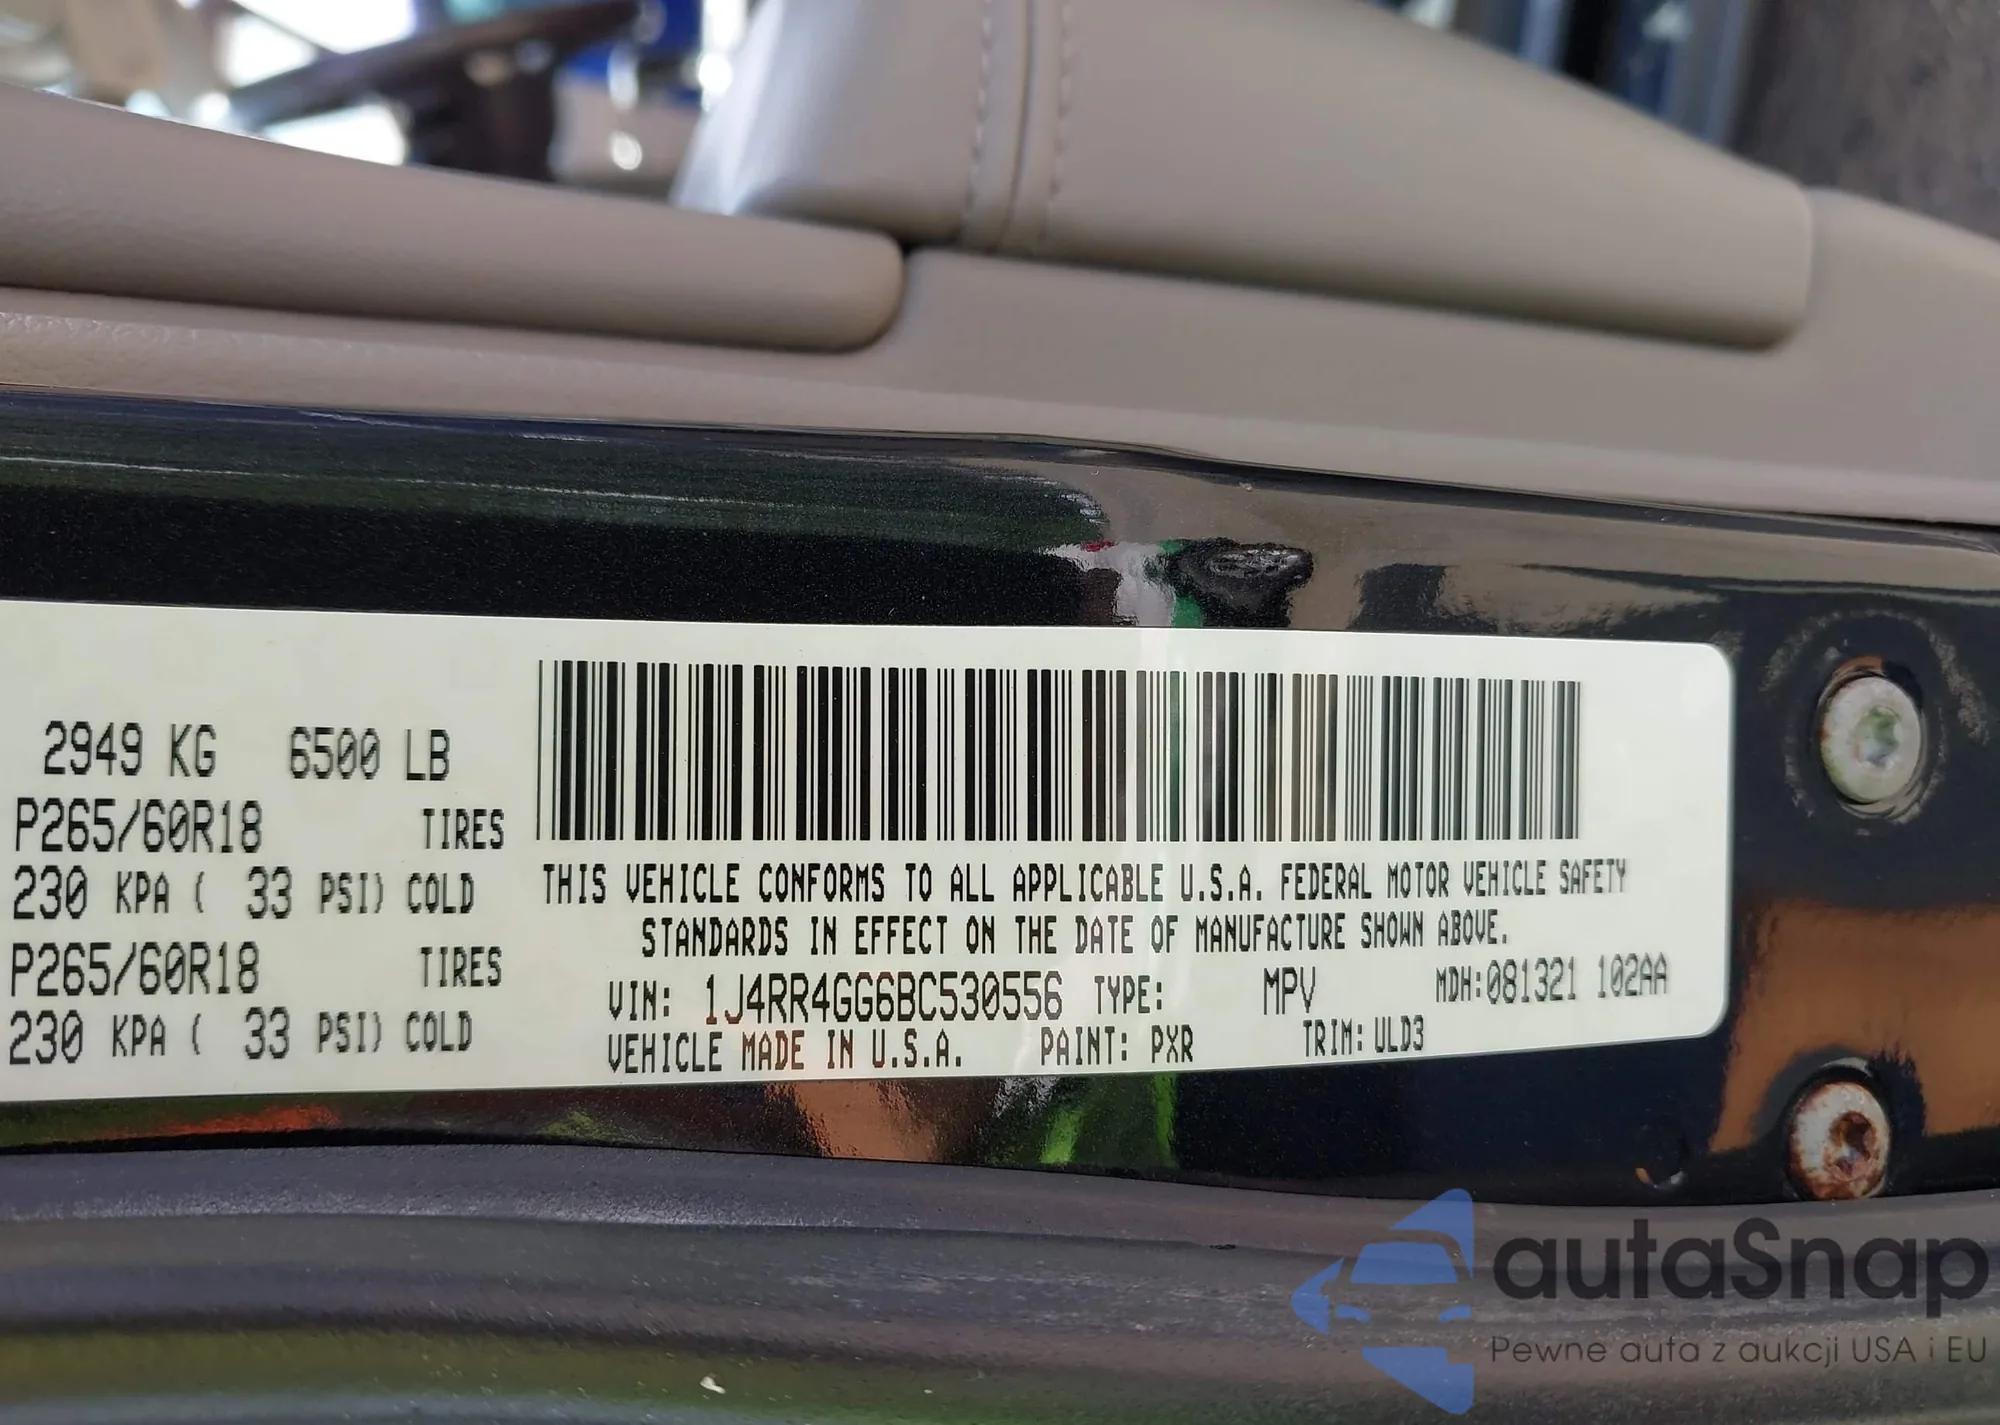 2949 KG 6500 LB
P265/60R18 TIRES
230 KPA ( 33 PSI) COLD
P265/60R18 TIRES
230 KPA ( 33 PSI) COLD
THIS VEHICLE CONFORMS TO ALL APPLICABLE U.S.A. FEDERAL MOTOR VEHICLE SAFETY
STANDARDS IN EFFECT ON THE DATE OF MANUFACTURE SHOWN ABOVE.
VIN: 1J4RR4GG6BC530556 TYPE: MPV MDH:081321 102AA
VEHICLE MADE IN U.S.A. PAINT: PXR TRIM: ULD3
autaSnap
Pewne auta z aukcji USA i EU